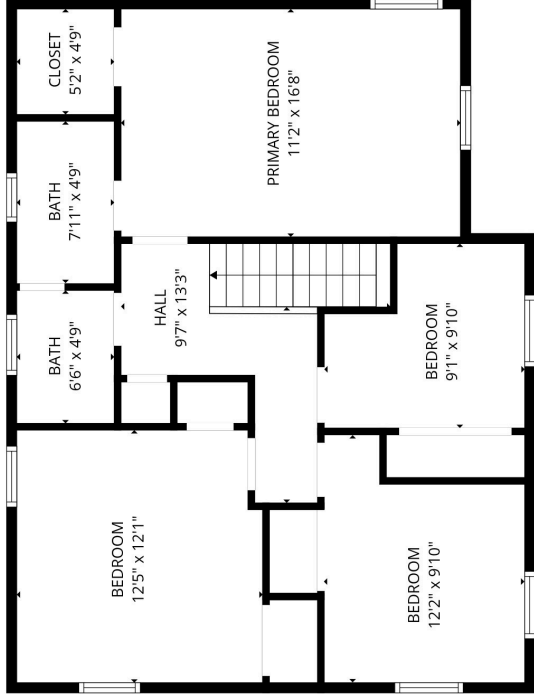 CLOSET
5'2" x 4'9"
PRIMARY BEDROOM
11'2" x 16'8"
BATH
7'11" x 4'9"
HALL
9'7" x 13'3"
BATH
6'6" x 4'9"
BEDROOM
9'1" x 9'10"
BEDROOM
12'5" x 12'1"
BEDROOM
12'2" x 9'10"